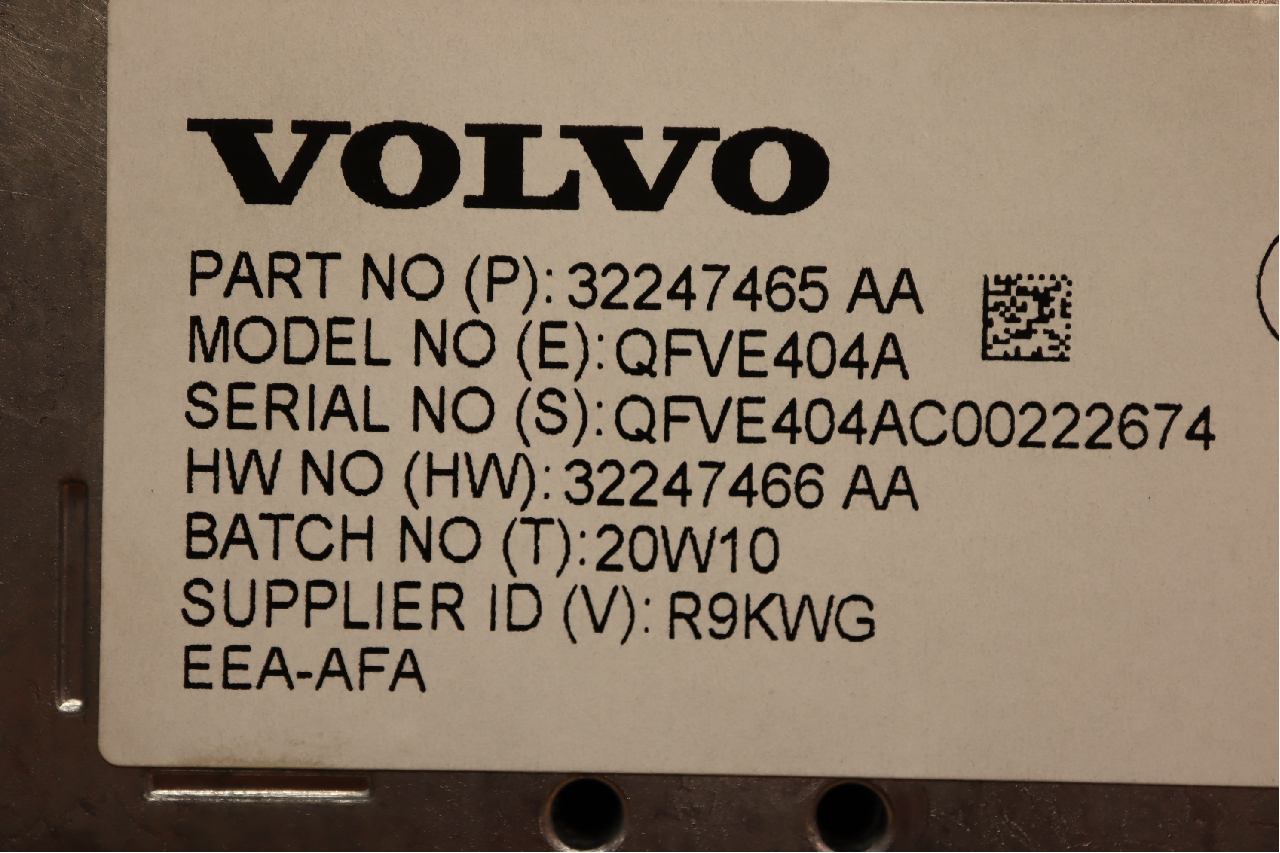 VOLVO
PART NO (P): 32247465 AA
MODEL NO (E): QFVE404A
SERIAL NO (S): QFVE404AC00222674
HW NO (HW): 32247466 AA
BATCH NO (T): 20W10
SUPPLIER ID (V): R9KWG
EEA-AFA